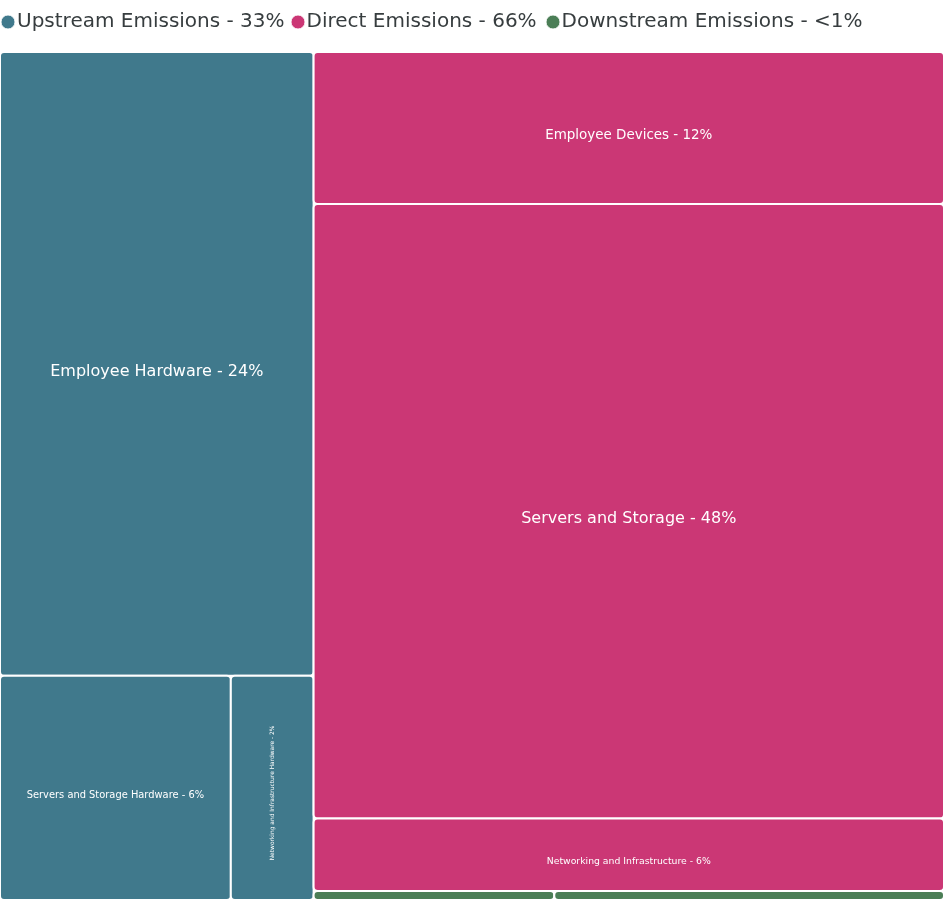 Upstream Emissions - 33% Direct Emissions - 66% Downstream Emissions - <1%
Employee Devices - 12%
Employee Hardware - 24%
Servers and Storage - 48%
Servers and Storage Hardware - 6%
Networking and Infrastructure Hardware - 2%
Networking and Infrastructure - 6%